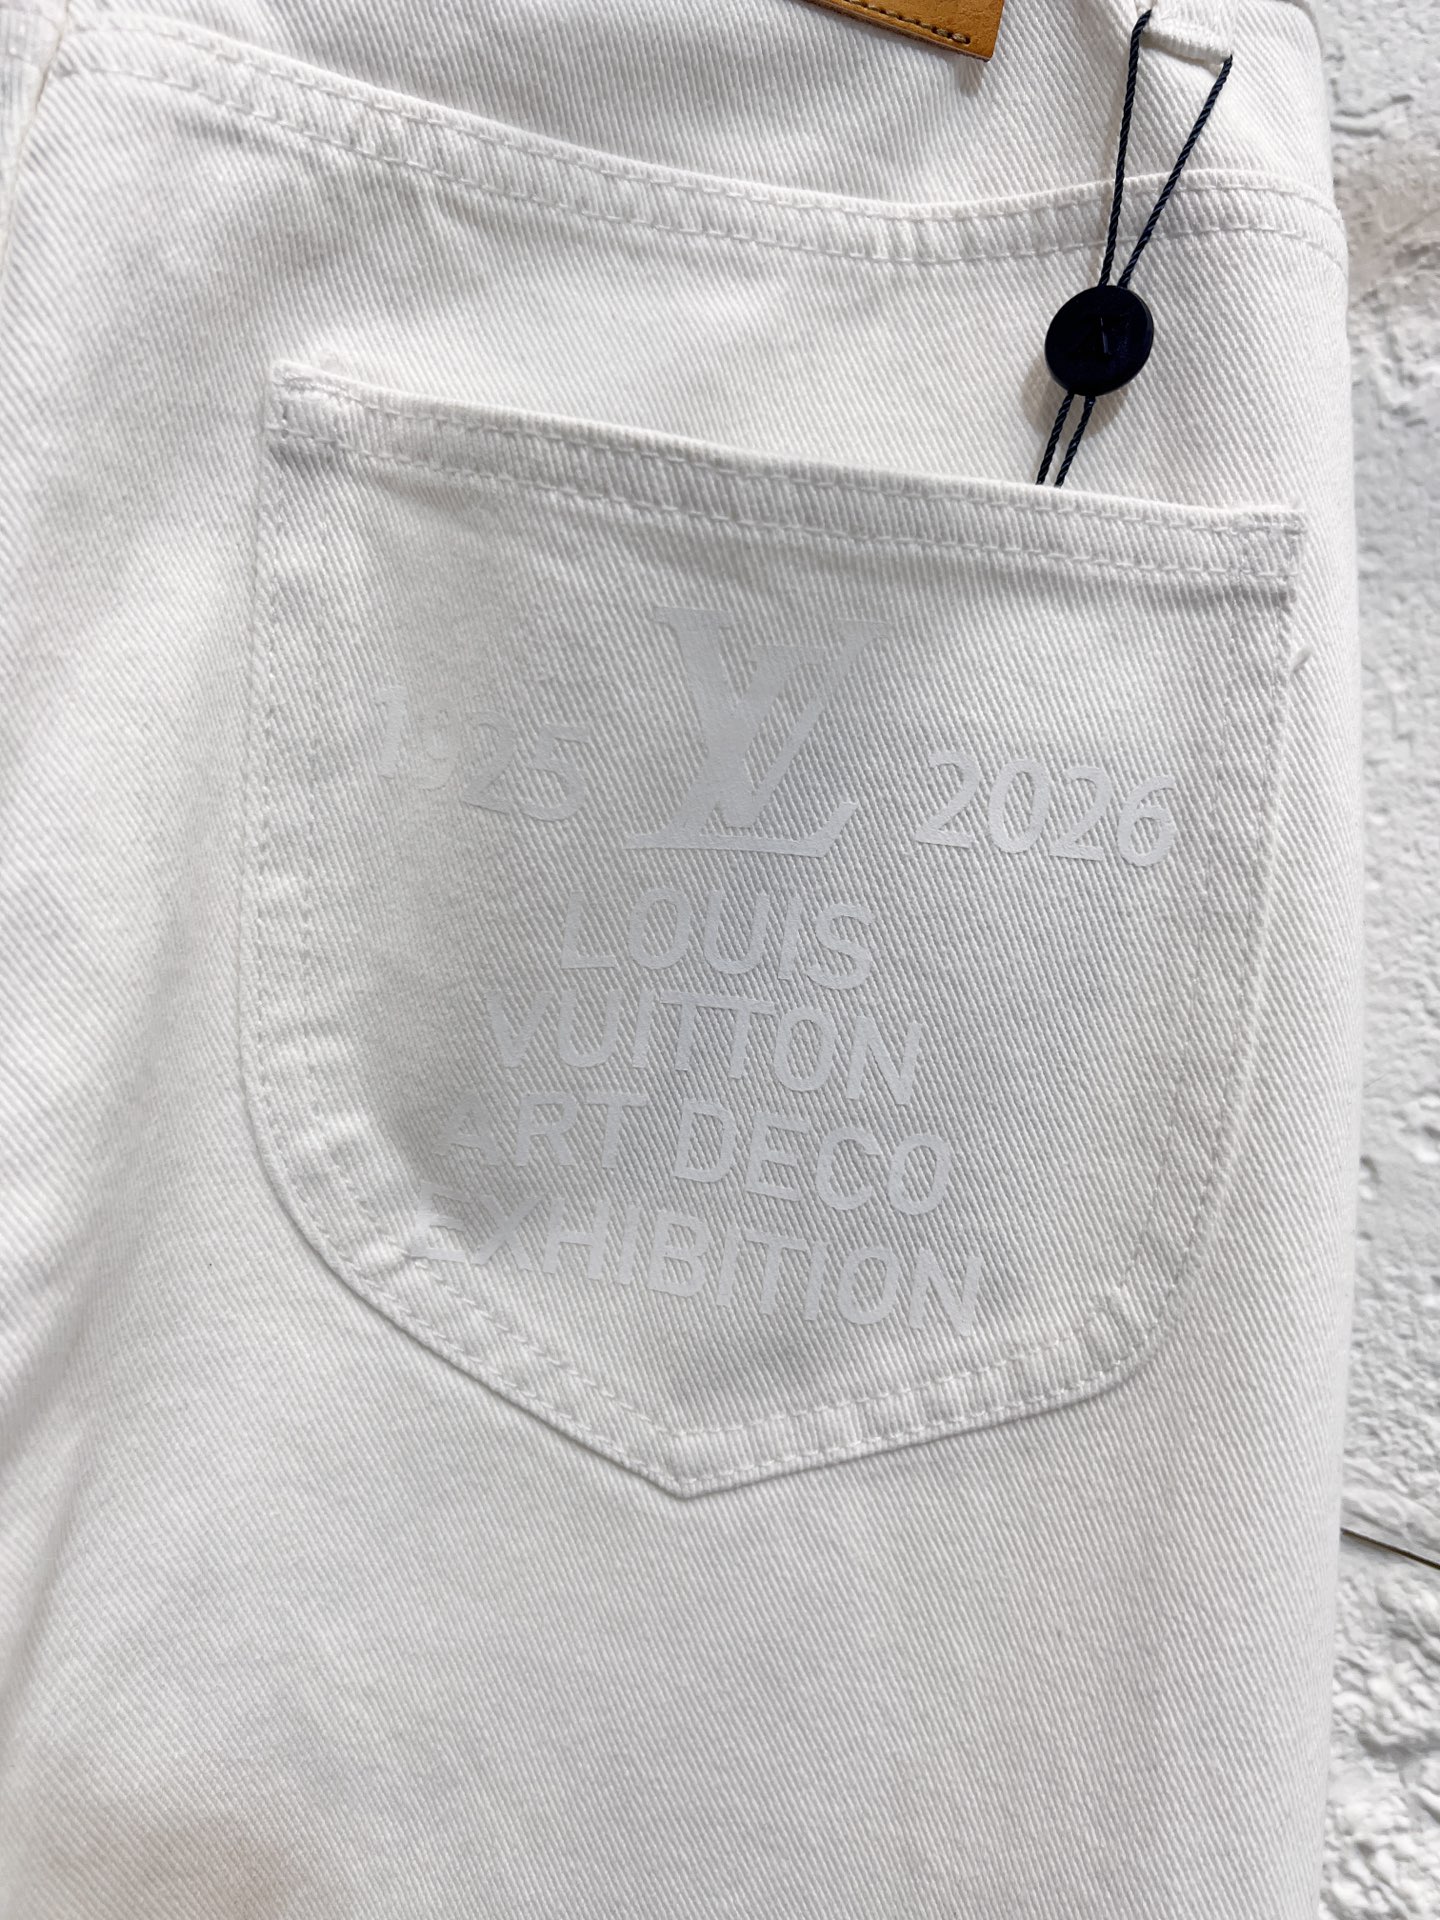 LV
1925 2026
LOUIS
VUITTON
ART DECO
EXHIBITION